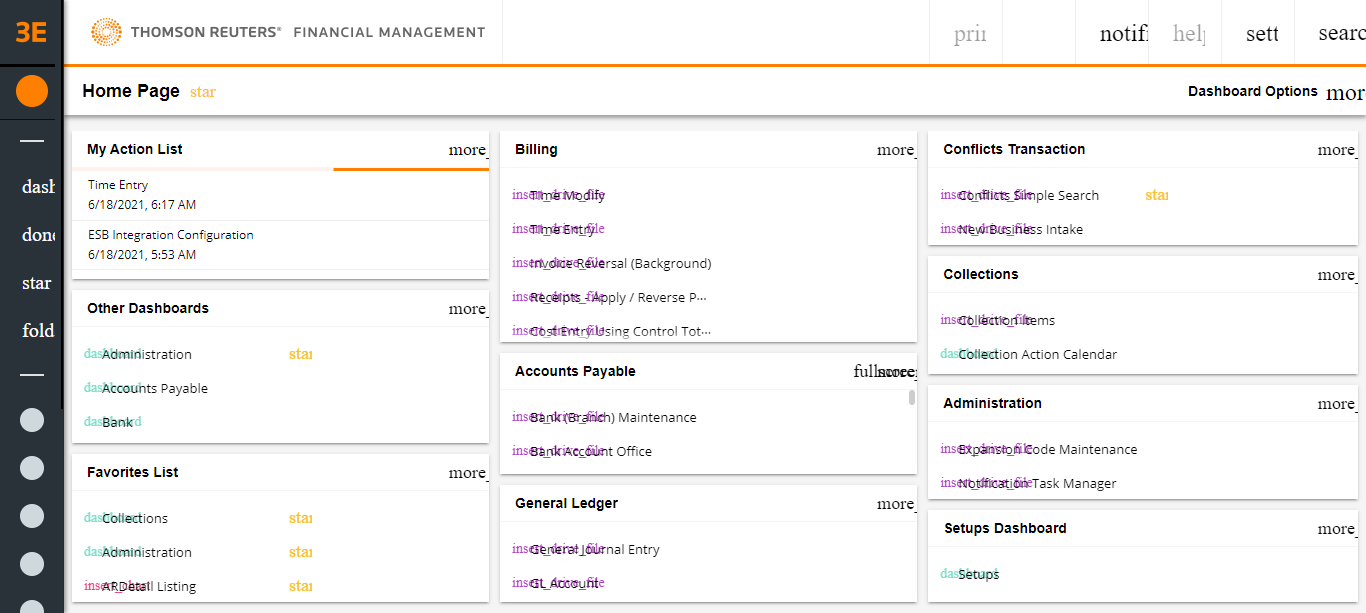 3E
THOMSON REUTERS® FINANCIAL MANAGEMENT
prin
notifi
help
sett
searc
Home Page star
Dashboard Options mor
dash
done
star
fold
My Action List more_
Time Entry
6/18/2021, 6:17 AM
ESB Integration Configuration
6/18/2021, 5:53 AM
Other Dashboards more_
dashboard Administration star
dashboard Accounts Payable
dashboard Bank
Favorites List more_
dashboard Collections star
dashboard Administration star
insert_chart ARDetail Listing star
Billing more_
insert_drive_file Time Modify
insert_drive_file Time Entry
insert_drive_file Invoice Reversal (Background)
insert_drive_file Receipts - Apply / Reverse P...
insert_drive_file Cost Entry Using Control Tot...
Accounts Payable more_
insert_drive_file Bank (Branch) Maintenance
insert_drive_file Bank Account Office
General Ledger more_
insert_drive_file General Journal Entry
insert_drive_file GL Account
Conflicts Transaction more_
insert_drive_file Conflicts Simple Search star
insert_drive_file New Business Intake
Collections more_
insert_drive_file Collection Items
dashboard Collection Action Calendar
Administration more_
insert_drive_file Expansion Code Maintenance
insert_drive_file Notification Task Manager
Setups Dashboard more_
dashboard Setups